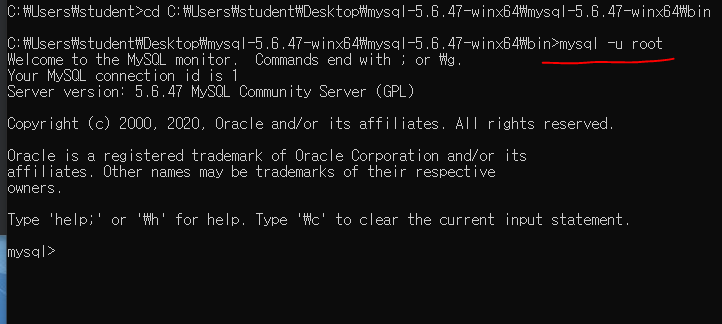 C:₩Users₩student>cd C:₩Users₩student₩Desktop₩mysql-5.6.47-winx64₩mysql-5.6.47-winx64₩bin
C:₩Users₩student₩Desktop₩mysql-5.6.47-winx64₩mysql-5.6.47-winx64₩bin>mysql -u root
Welcome to the MySQL monitor.  Commands end with ; or ₩g.
Your MySQL connection id is 1
Server version: 5.6.47 MySQL Community Server (GPL)
Copyright (c) 2000, 2020, Oracle and/or its affiliates. All rights reserved.
Oracle is a registered trademark of Oracle Corporation and/or its
affiliates. Other names may be trademarks of their respective
owners.
Type 'help;' or '₩h' for help. Type '₩c' to clear the current input statement.
mysql>